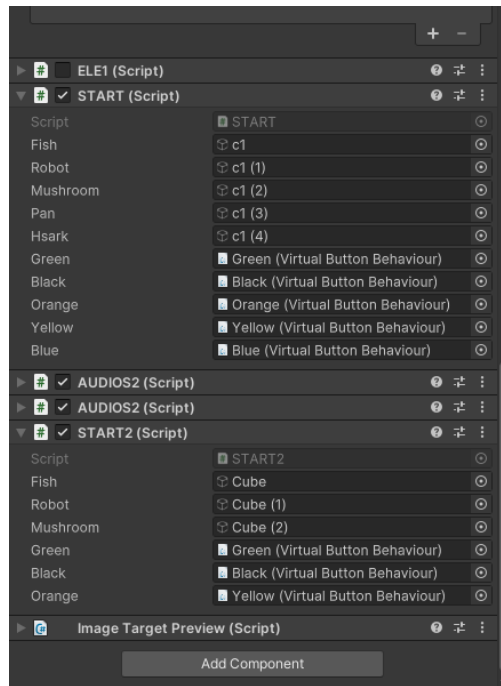 + −
# ELE1 (Script)
# START (Script)
Script # START
Fish c1
Robot c1 (1)
Mushroom c1 (2)
Pan c1 (3)
Hsark c1 (4)
Green Green (Virtual Button Behaviour)
Black Black (Virtual Button Behaviour)
Orange Orange (Virtual Button Behaviour)
Yellow Yellow (Virtual Button Behaviour)
Blue Blue (Virtual Button Behaviour)
# AUDIOS2 (Script)
# AUDIOS2 (Script)
# START2 (Script)
Script # START2
Fish Cube
Robot Cube (1)
Mushroom Cube (2)
Green Green (Virtual Button Behaviour)
Black Black (Virtual Button Behaviour)
Orange Yellow (Virtual Button Behaviour)
Image Target Preview (Script)
Add Component